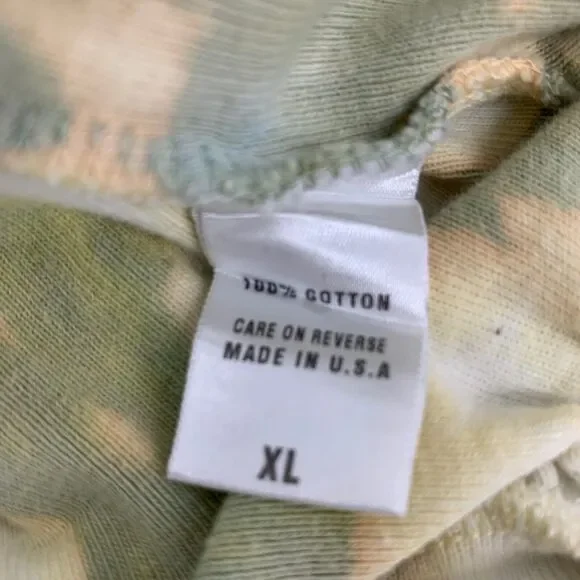 100% COTTON
CARE ON REVERSE
MADE IN U.S.A
XL